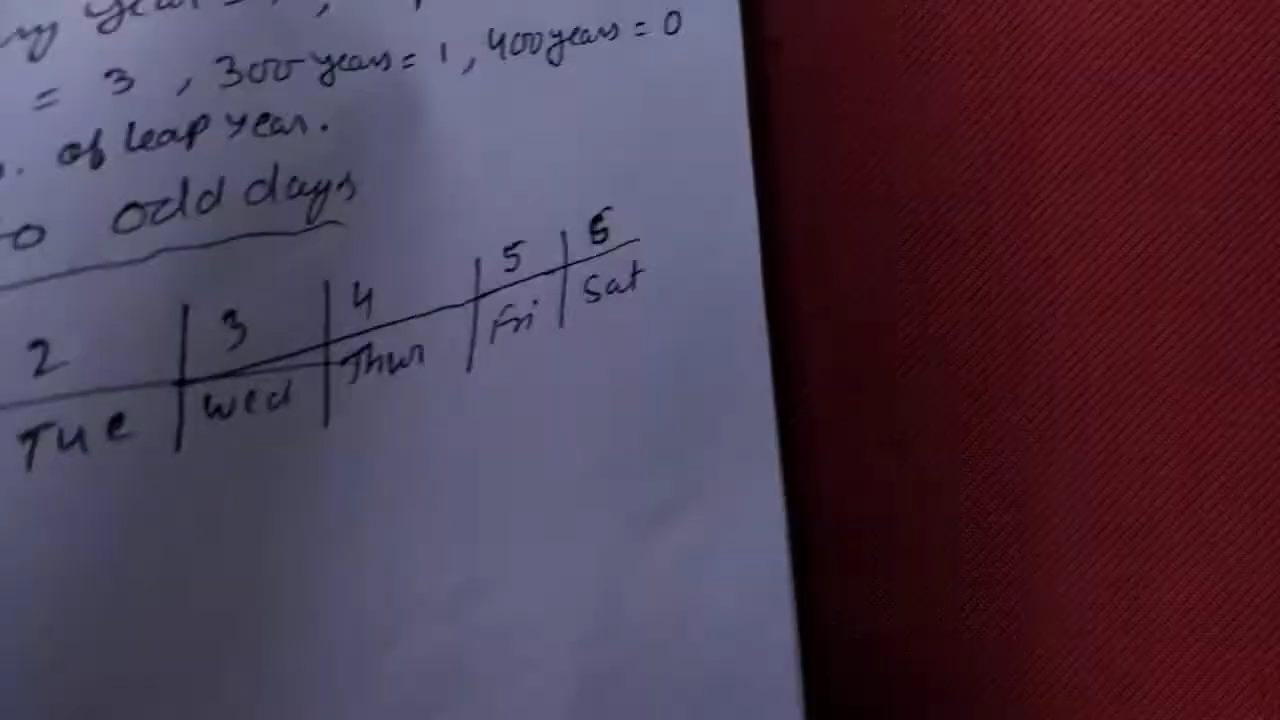 year
= 3 , 300 years = 1 , 400 years = 0
of leap year.
odd days
2 3 4 5 6
Tue Wed Thur Fri Sat